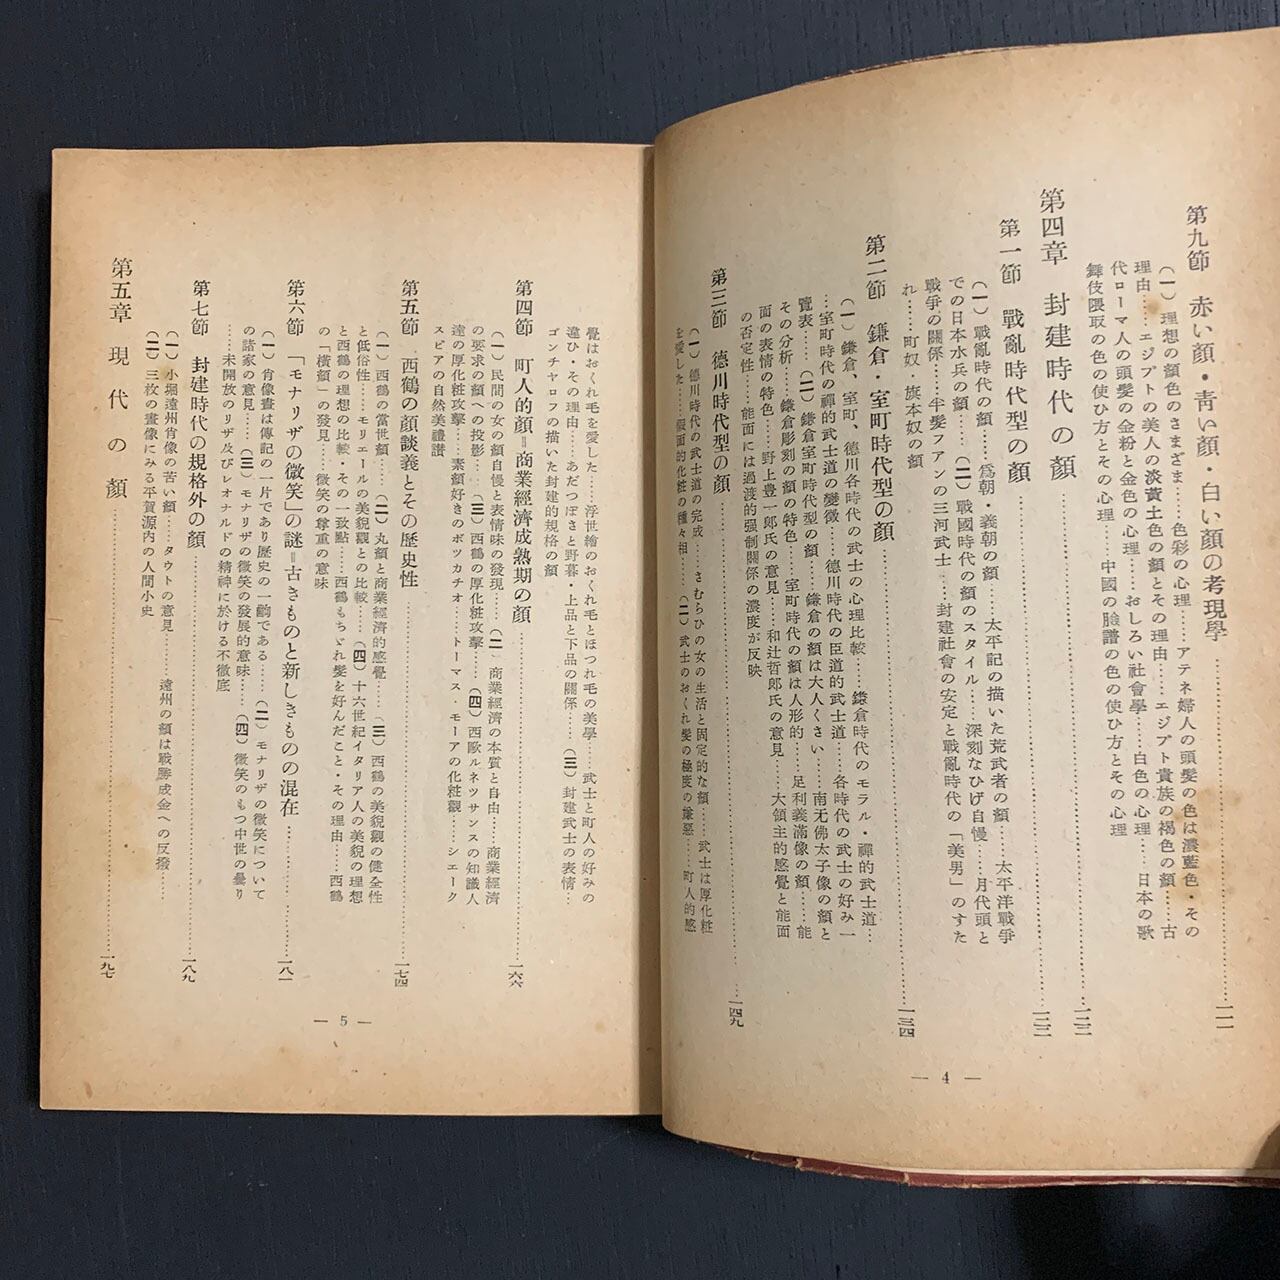 第九節　赤い顏・靑い顏・白い顏の考現學……一一一
（一）理想の顏色のさまざま……色彩の心理……アテネ婦人の頭髮の色は濃藍色・その
理由……エジプトの美人の淡黃土色の顏とその理由……エジプト貴族の褐色の顏……古
代ローマ人の頭髮の金粉と金色の心理……おしろい社會學……白色の心理……日本の歌
舞伎隈取の色の使ひ方とその心理……中國の臉譜の色の使ひ方とその心理
第四章　封建時代の顏……一二二
第一節　戰亂時代型の顏……一二二
（一）戰亂時代の顏……爲朝・義朝の顏……太平記の描いた荒武者の顏……太平洋戰爭
での日本水兵の顏……（二）戰國時代の顏のスタイル……深刻なひげ自慢……月代頭と
戰爭の關係……半髮フアンの三河武士……封建社會の安定と戰亂時代の「美男」のすた
れ……町奴・旗本奴の顏
第二節　鎌倉・室町時代型の顏……一三四
（一）鎌倉、室町、德川各時代の武士の心理比較……鎌倉時代のモラル・禪的武士道…
…室町時代の禪的武士道の變徵……德川時代の臣道的武士道……各時代の武士の好み一
覽表……（二）鎌倉室町時代型の顏……鎌倉の顏は大人くさい……南无佛太子像の顏と
その分析……鎌倉彫刻の顏の特色……室町時代の顏は人形的……足利義滿像の顏……能
面の表情の特色……野上豊一郎氏の意見……和辻哲郎氏の意見……大領主的感覺と能面
の否定性……能面には過渡的强制關係の濃度が反映
第三節　德川時代型の顏……一四九
（一）德川時代の武士道の完成……さむらひの女の生活と固定的な顏……武士は厚化粧
を愛した……假面的化粧の種々相……（二）武士のおくれ髮の極度の嫌惡……町人的感
— 4 —
覺はおくれ毛を愛した……浮世繪のおくれ毛とほつれ毛の美學……武士と町人の好みの
違ひ・その理由……あだつぽさと野暮・上品と下品の關係……（三）封建武士の表情…
ゴンチヤロフの描いた封建的規格の顏
第四節　町人的顏＝商業經濟成熟期の顏……一六六
（一）民間の女の顏自慢と表情味の發現……（二　商業經濟の本質と自由……商業經濟
の要求の顏への投影……（三）西鶴の厚化粧攻擊……（四）西歐ルネツサンスの知識人
達の厚化粧攻擊……素顏好きのボツカチオ……トーマス・モーアの化粧觀……シエーク
スピアの自然美禮讃
第五節　西鶴の顏談義とその歷史性……一七四
（一）西鶴の當世顏……（二）丸顏と商業經濟的感覺……（三）西鶴の美貌觀の健全性
と低俗性……モリエールの美貌觀との比較……（四）十六世紀イタリア人の美貌の理想
と西鶴の理想の比較・その一致點……西鶴もちゞれ髮を好んだこと・その理由……西鶴
の「橫顏」の發見……微笑の尊重の意味
第六節　「モナリザの微笑」の謎＝古きものと新しきものの混在……一八一
（一）肖像畫は傳記の一片であり歷史の一齣である……（二）モナリザの微笑について
の諸家の意見……（三）モナリザの微笑の發展的意味……（四）微笑のもつ中世の曇り
……未開放のリザ及びレオナルドの精神に於ける不徹底
第七節　封建時代の規格外の顏……一八九
（一）小堀遠州肖像の苦い顏……タウトの意見……遠州の顏は戰勝成金への反撥……
（二）三枚の畫像にみる平賀源內の人間小史
第五章　現代の顏……一九七
— 5 —